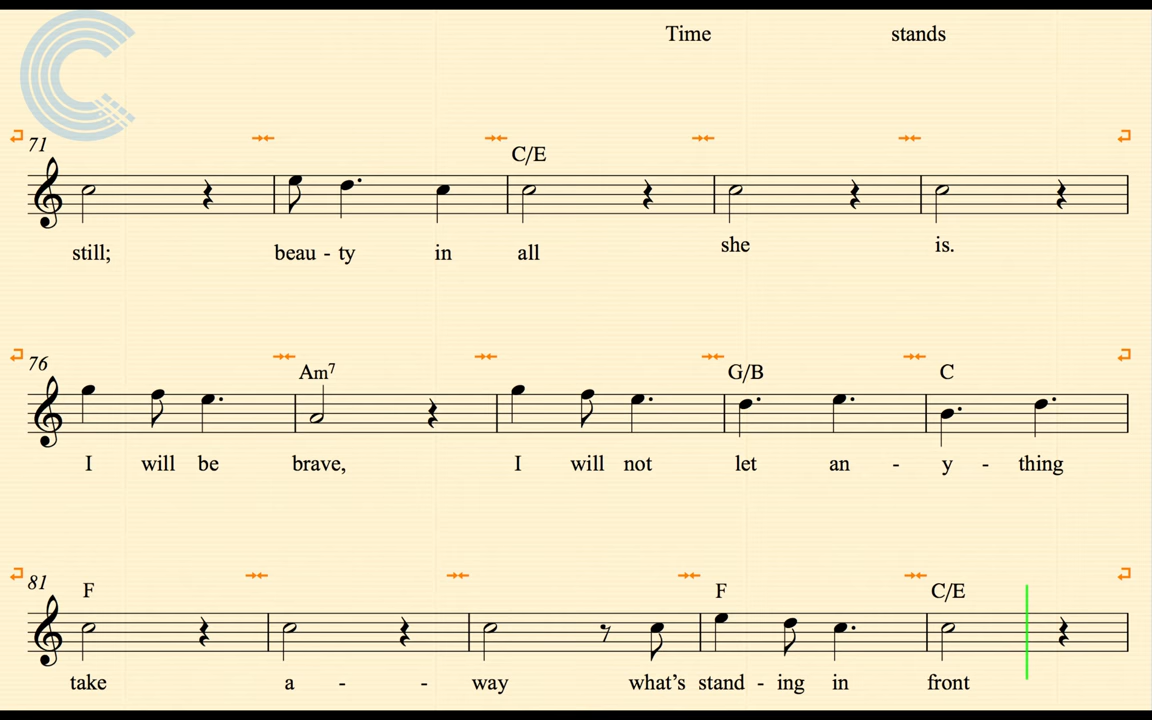 Time stands
71
C/E
still; beau - ty in all she is.
76
Am7 G/B C
I will be brave, I will not let an - y - thing
81
F F C/E
take a - - way what's stand - ing in front